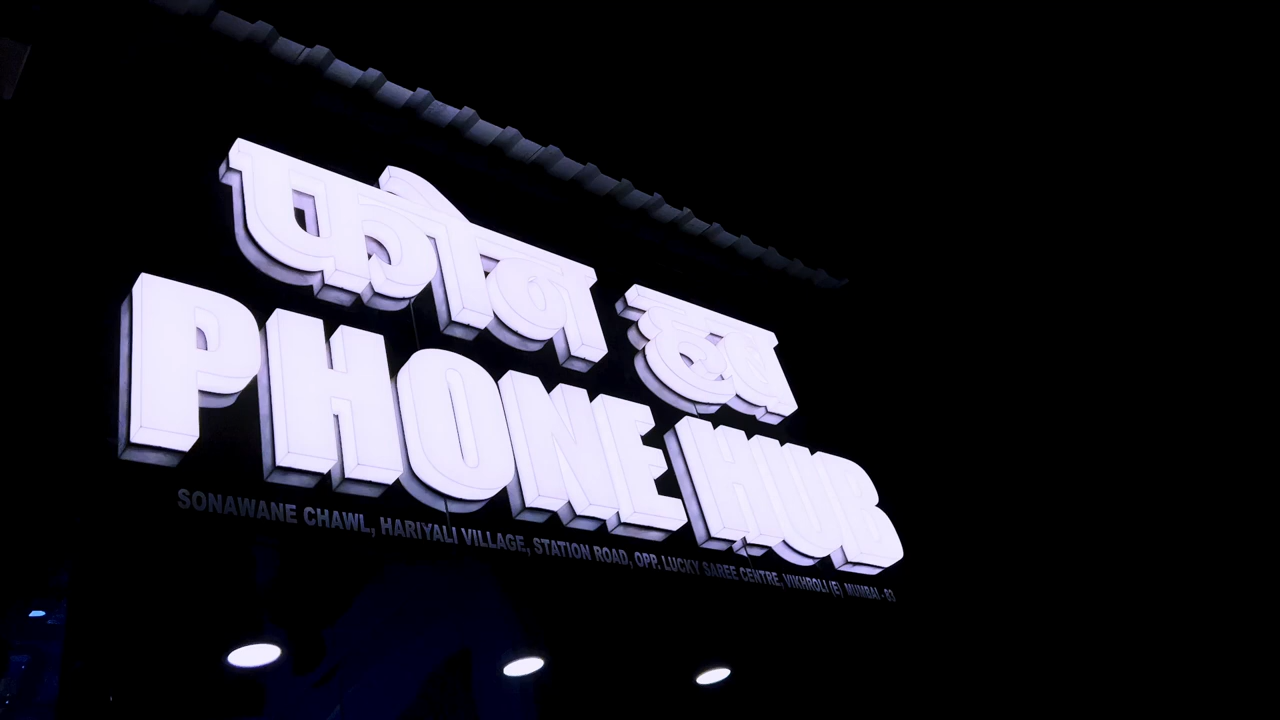 फोन हब
PHONE HUB
SONAWANE CHAWL, HARIYALI VILLAGE, STATION ROAD, OPP. LUCKY SAREE CENTRE, VIKHROLI (E) MUMBAI - 83